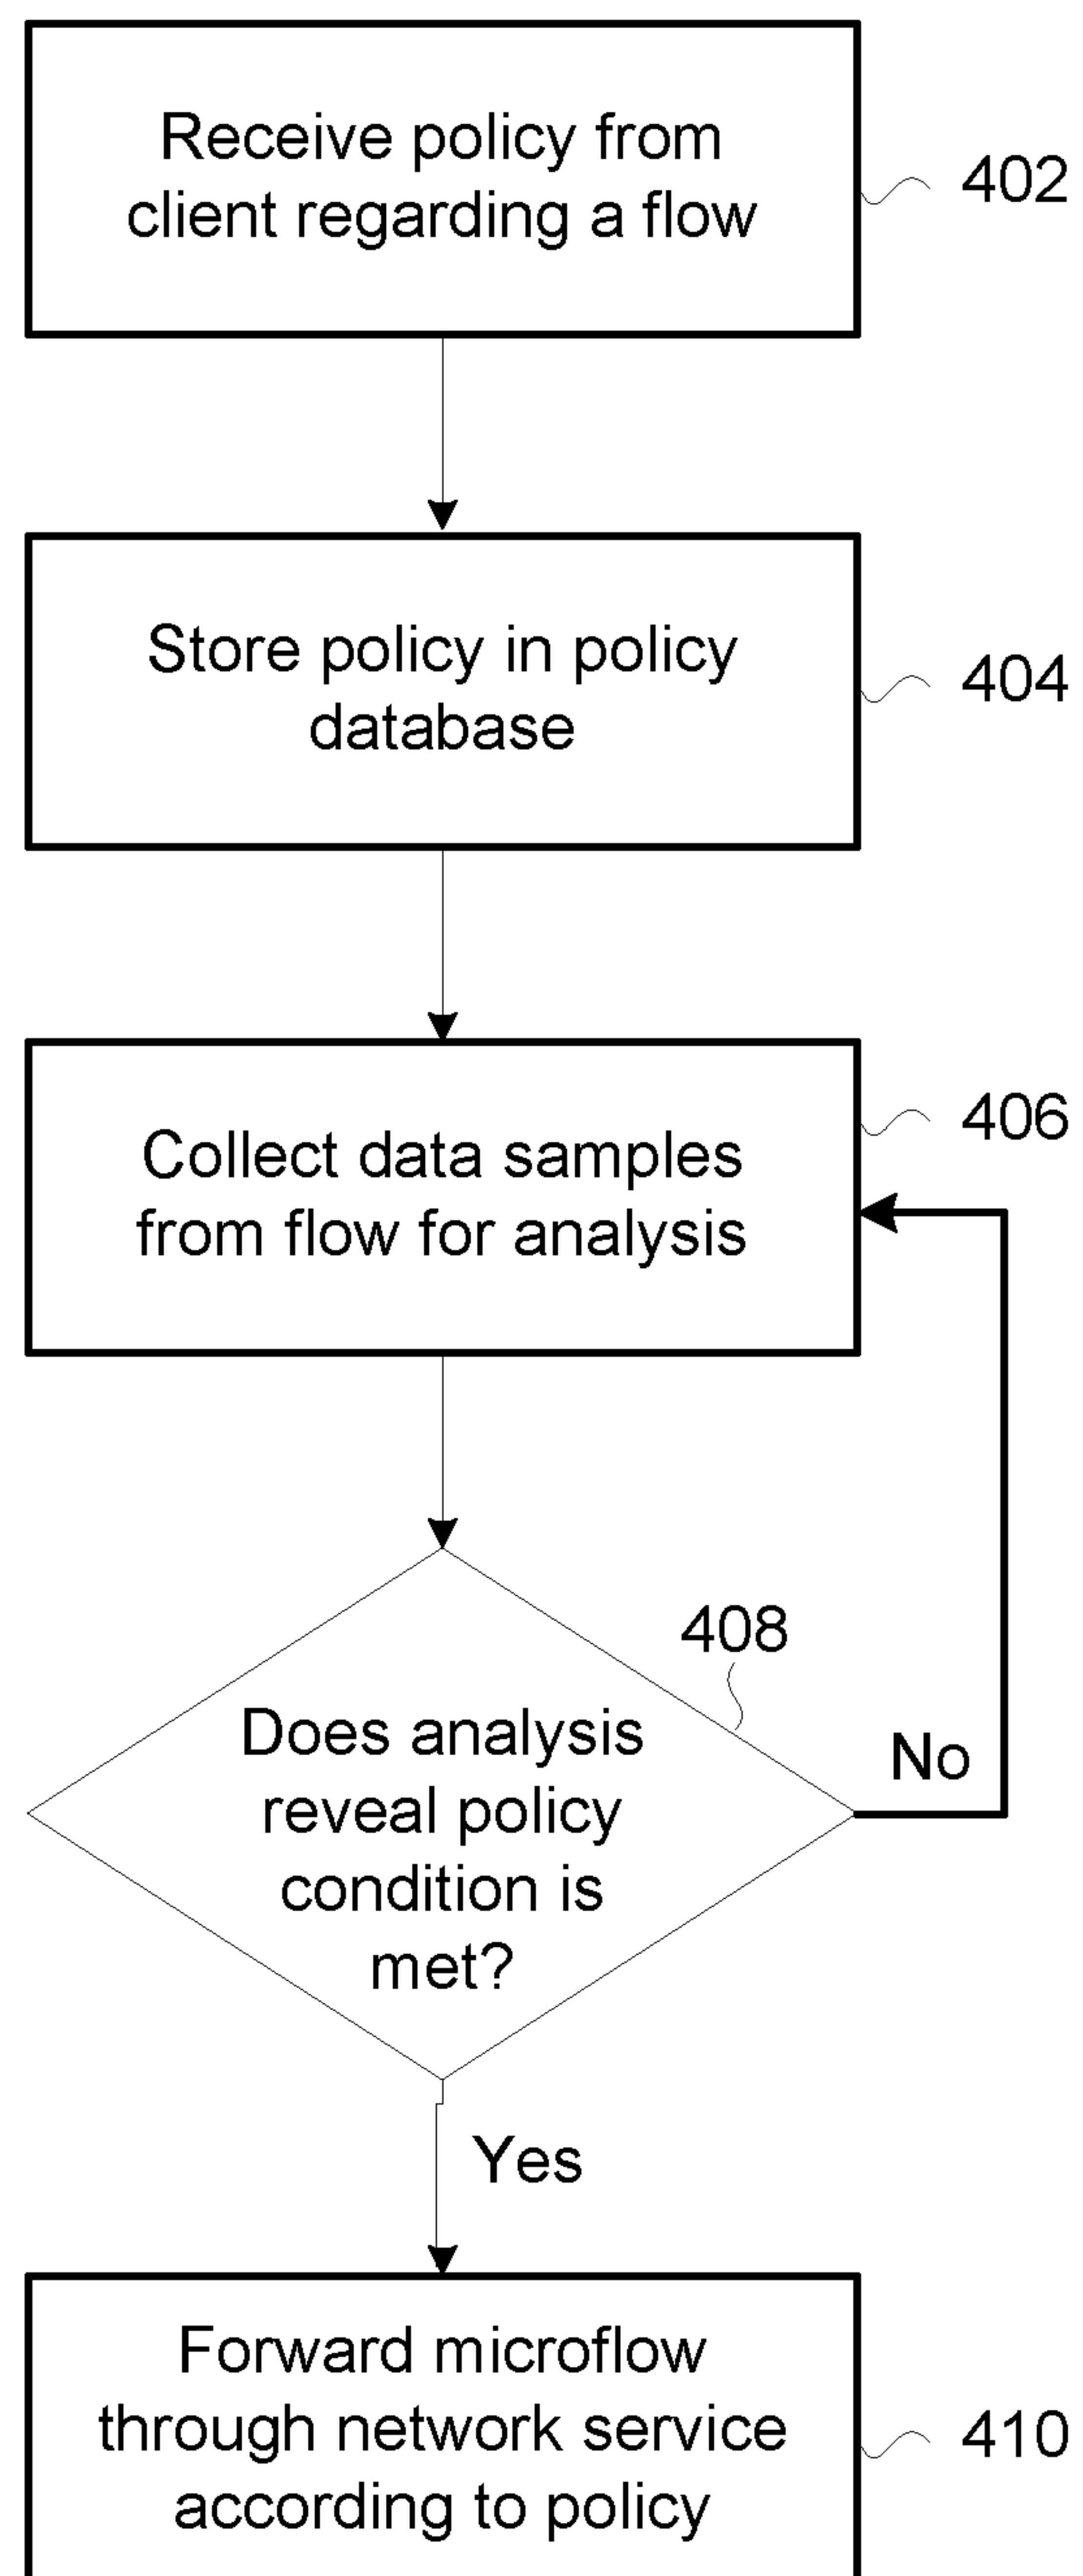 Receive policy from
client regarding a flow
402
Store policy in policy
database
404
Collect data samples
from flow for analysis
406
408
Does analysis
reveal policy
condition is
met?
No
Yes
Forward microflow
through network service
according to policy
410